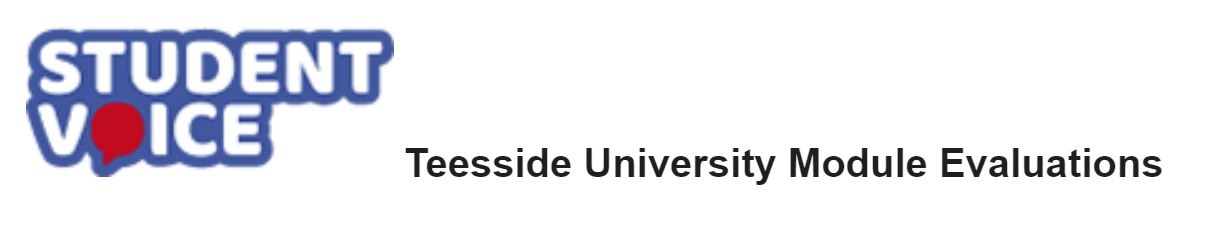 STUDENT
VOICE
Teesside University Module Evaluations